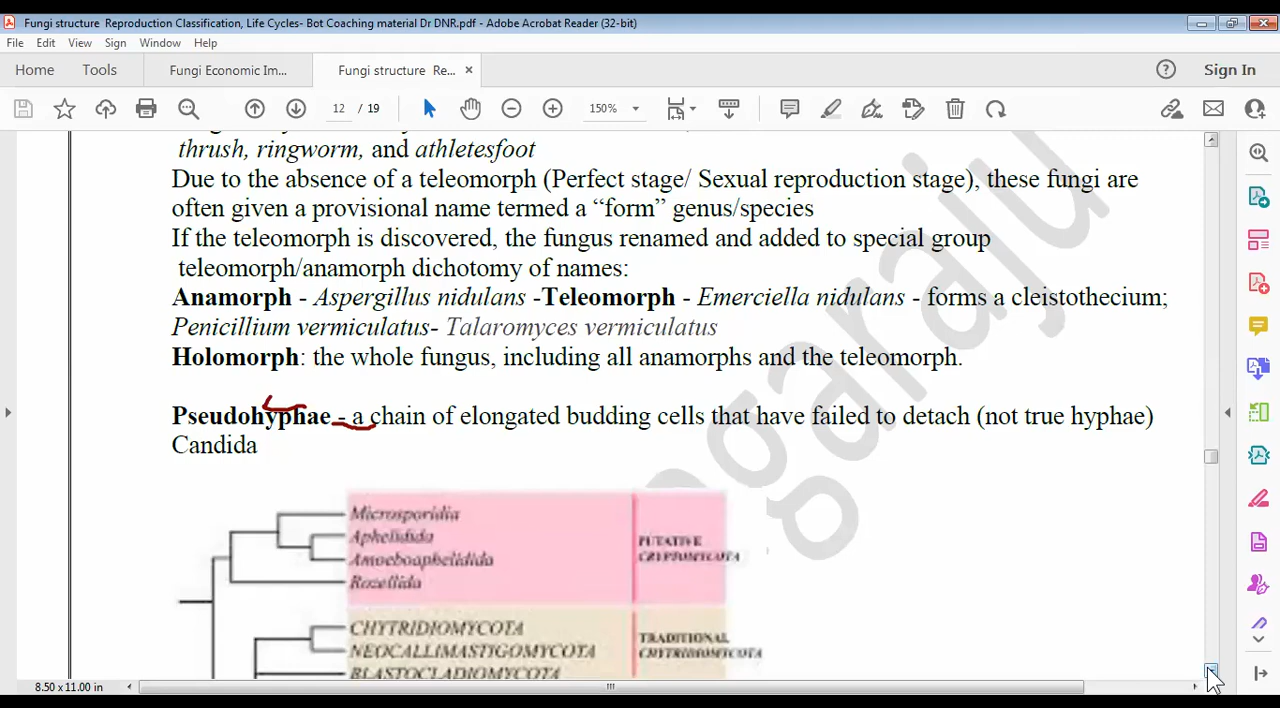 Fungi structure  Reproduction Classification, Life Cycles- Bot Coaching material Dr DNR.pdf - Adobe Acrobat Reader (32-bit)
File Edit View Sign Window Help
Home Tools Fungi Economic Im... Fungi structure Re... × Sign In
12 / 19 150%
thrush, ringworm, and athletesfoot
Due to the absence of a teleomorph (Perfect stage/ Sexual reproduction stage), these fungi are
often given a provisional name termed a “form” genus/species
If the teleomorph is discovered, the fungus renamed and added to special group
teleomorph/anamorph dichotomy of names:
Anamorph - Aspergillus nidulans -Teleomorph - Emerciella nidulans - forms a cleistothecium;
Penicillium vermiculatus- Talaromyces vermiculatus
Holomorph: the whole fungus, including all anamorphs and the teleomorph.
Pseudohyphae - a chain of elongated budding cells that have failed to detach (not true hyphae)
Candida
Microsporidia
Aphelidida
Amoeboaphelidida
Rozellida
PUTATIVE
CRYPTOMYCOTA
CHYTRIDIOMYCOTA
NEOCALLIMASTIGOMYCOTA
BLASTOCLADIOMYCOTA
TRADITIONAL
CHYTRIDIOMYCOTA
8.50 x 11.00 in